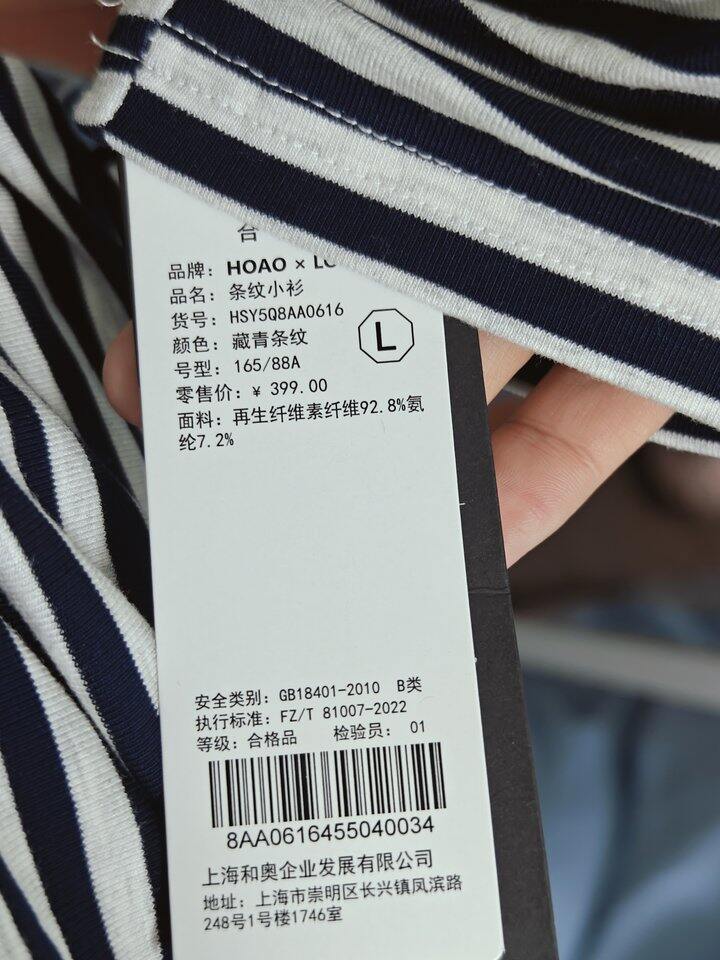 品牌: HOAO ×
品名: 条纹小衫
货号: HSY5Q8AA0616
颜色: 藏青条纹
L
号型: 165/88A
零售价: ¥ 399.00
面料: 再生纤维素纤维92.8%氨
纶7.2%
安全类别: GB18401-2010 B类
执行标准: FZ/T 81007-2022
等级: 合格品 检验员: 01
8AA0616455040034
上海和奥企业发展有限公司
地址: 上海市崇明区长兴镇凤滨路
248号1号楼1746室